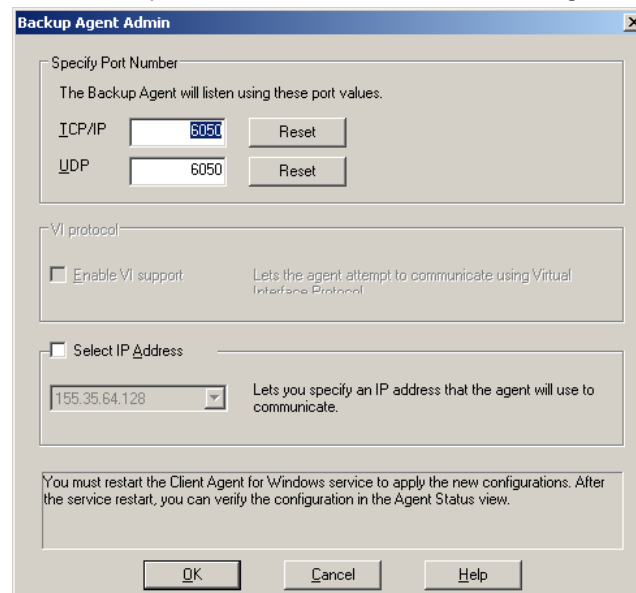 Backup Agent Admin
Specify Port Number
The Backup Agent will listen using these port values.
TCP/IP 6050 Reset
UDP 6050 Reset
VI protocol
Enable VI support Lets the agent attempt to communicate using Virtual
Interface Protocol
Select IP Address
155.35.64.128 Lets you specify an IP address that the agent will use to
communicate.
You must restart the Client Agent for Windows service to apply the new configurations. After
the service restart, you can verify the configuration in the Agent Status view.
OK Cancel Help